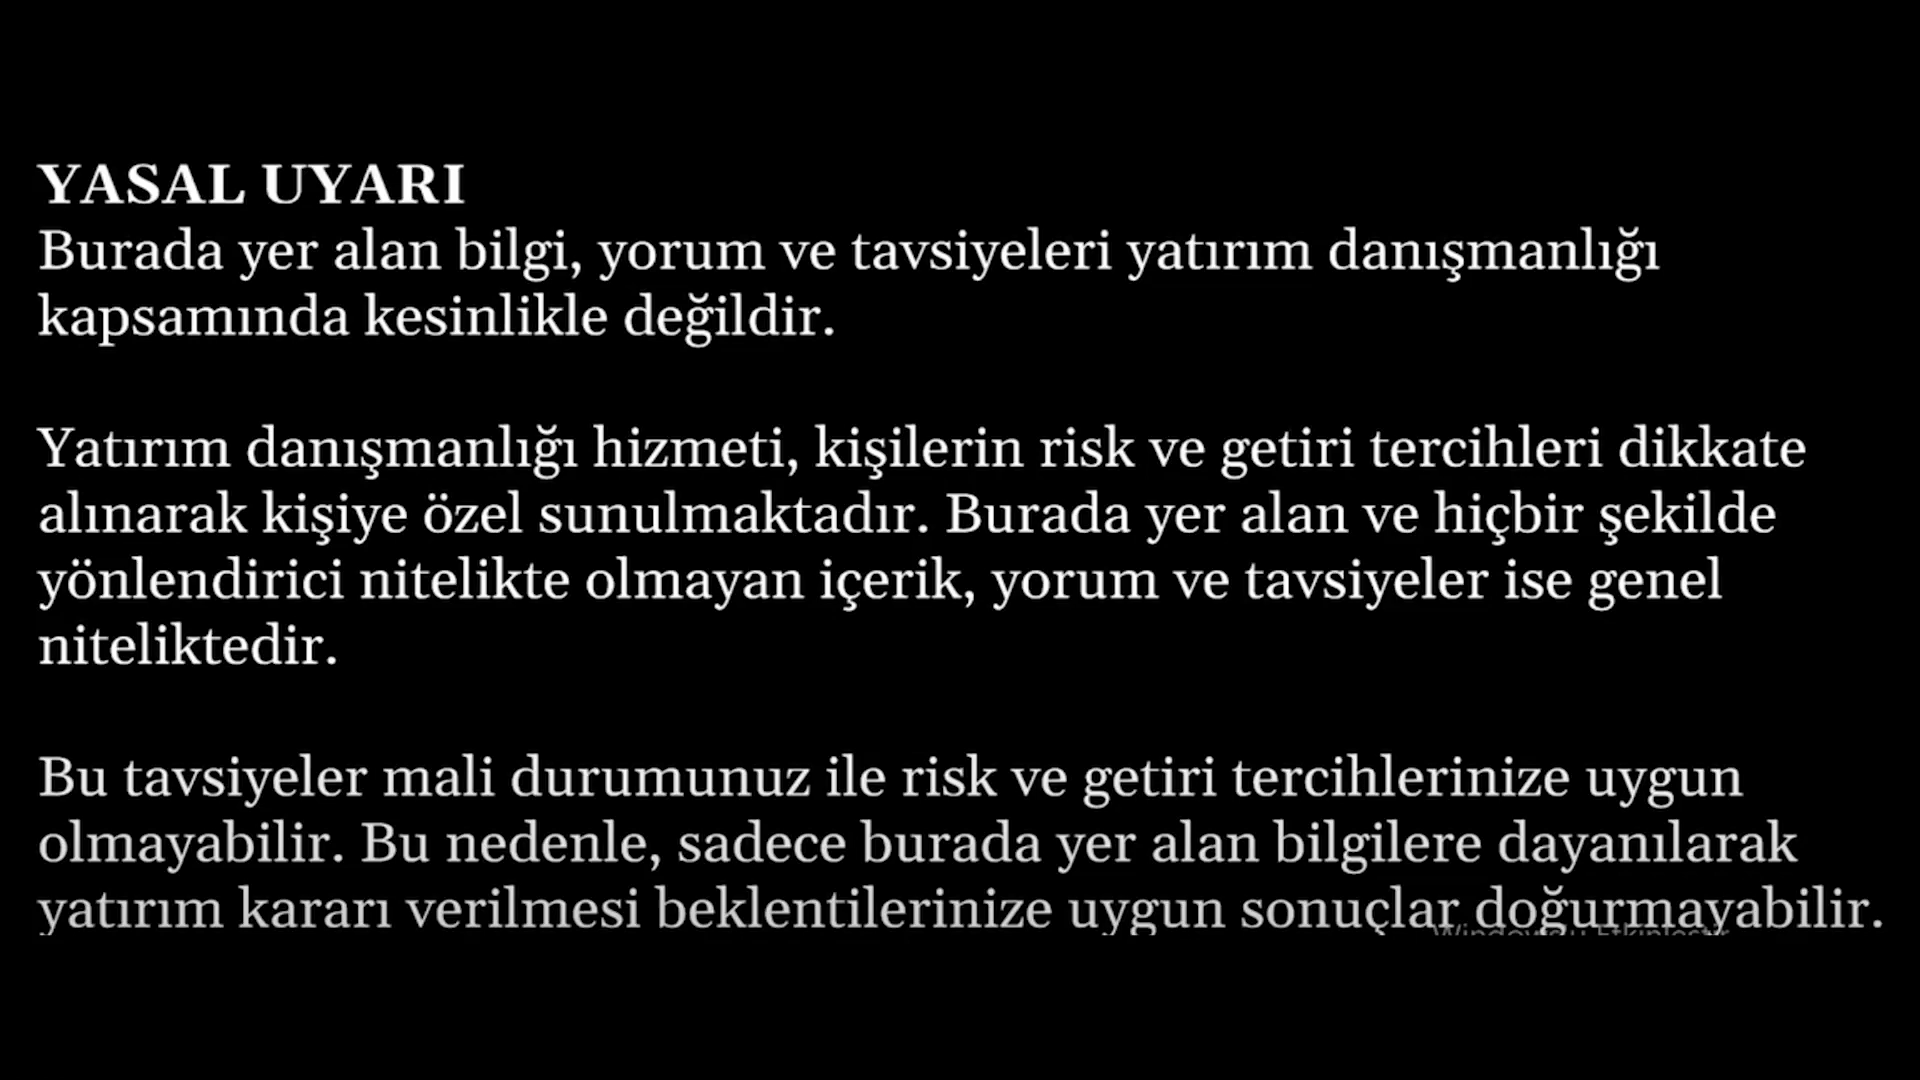 YASAL UYARI
Burada yer alan bilgi, yorum ve tavsiyeleri yatırım danışmanlığı
kapsamında kesinlikle değildir.
Yatırım danışmanlığı hizmeti, kişilerin risk ve getiri tercihleri dikkate
alınarak kişiye özel sunulmaktadır. Burada yer alan ve hiçbir şekilde
yönlendirici nitelikte olmayan içerik, yorum ve tavsiyeler ise genel
niteliktedir.
Bu tavsiyeler mali durumunuz ile risk ve getiri tercihlerinize uygun
olmayabilir. Bu nedenle, sadece burada yer alan bilgilere dayanılarak
yatırım kararı verilmesi beklentilerinize uygun sonuçlar doğurmayabilir.